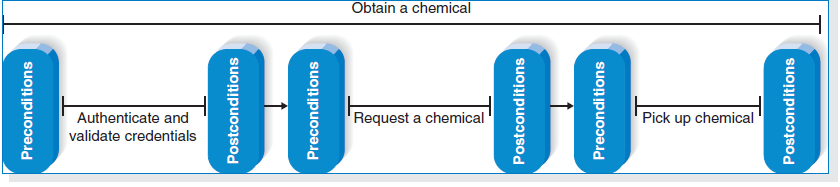 Obtain a chemical
Preconditions
Authenticate and
validate credentials
Postconditions
Preconditions
Request a chemical
Postconditions
Preconditions
Pick up chemical
Postconditions